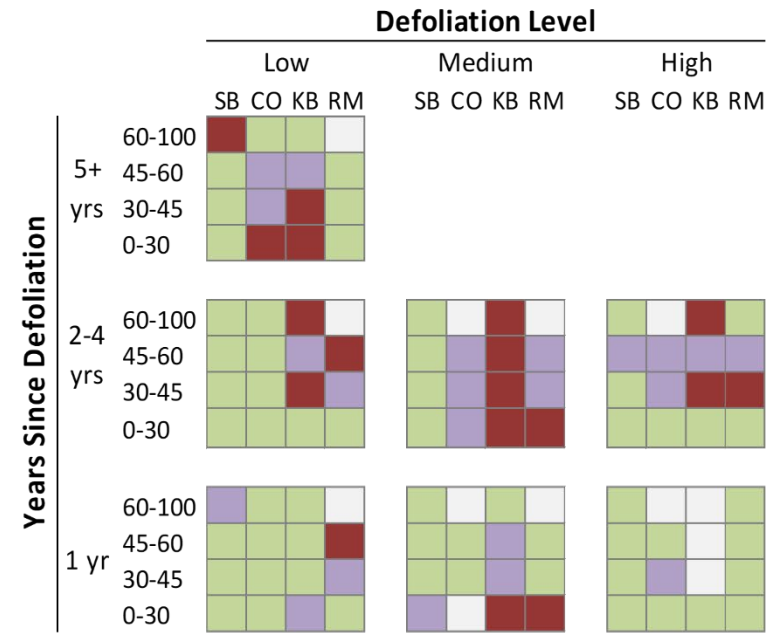 Defoliation Level
Low Medium High
SB CO KB RM SB CO KB RM SB CO KB RM
Years Since Defoliation
5+
yrs
60-100
45-60
30-45
0-30
2-4
yrs
60-100
45-60
30-45
0-30
1 yr
60-100
45-60
30-45
0-30